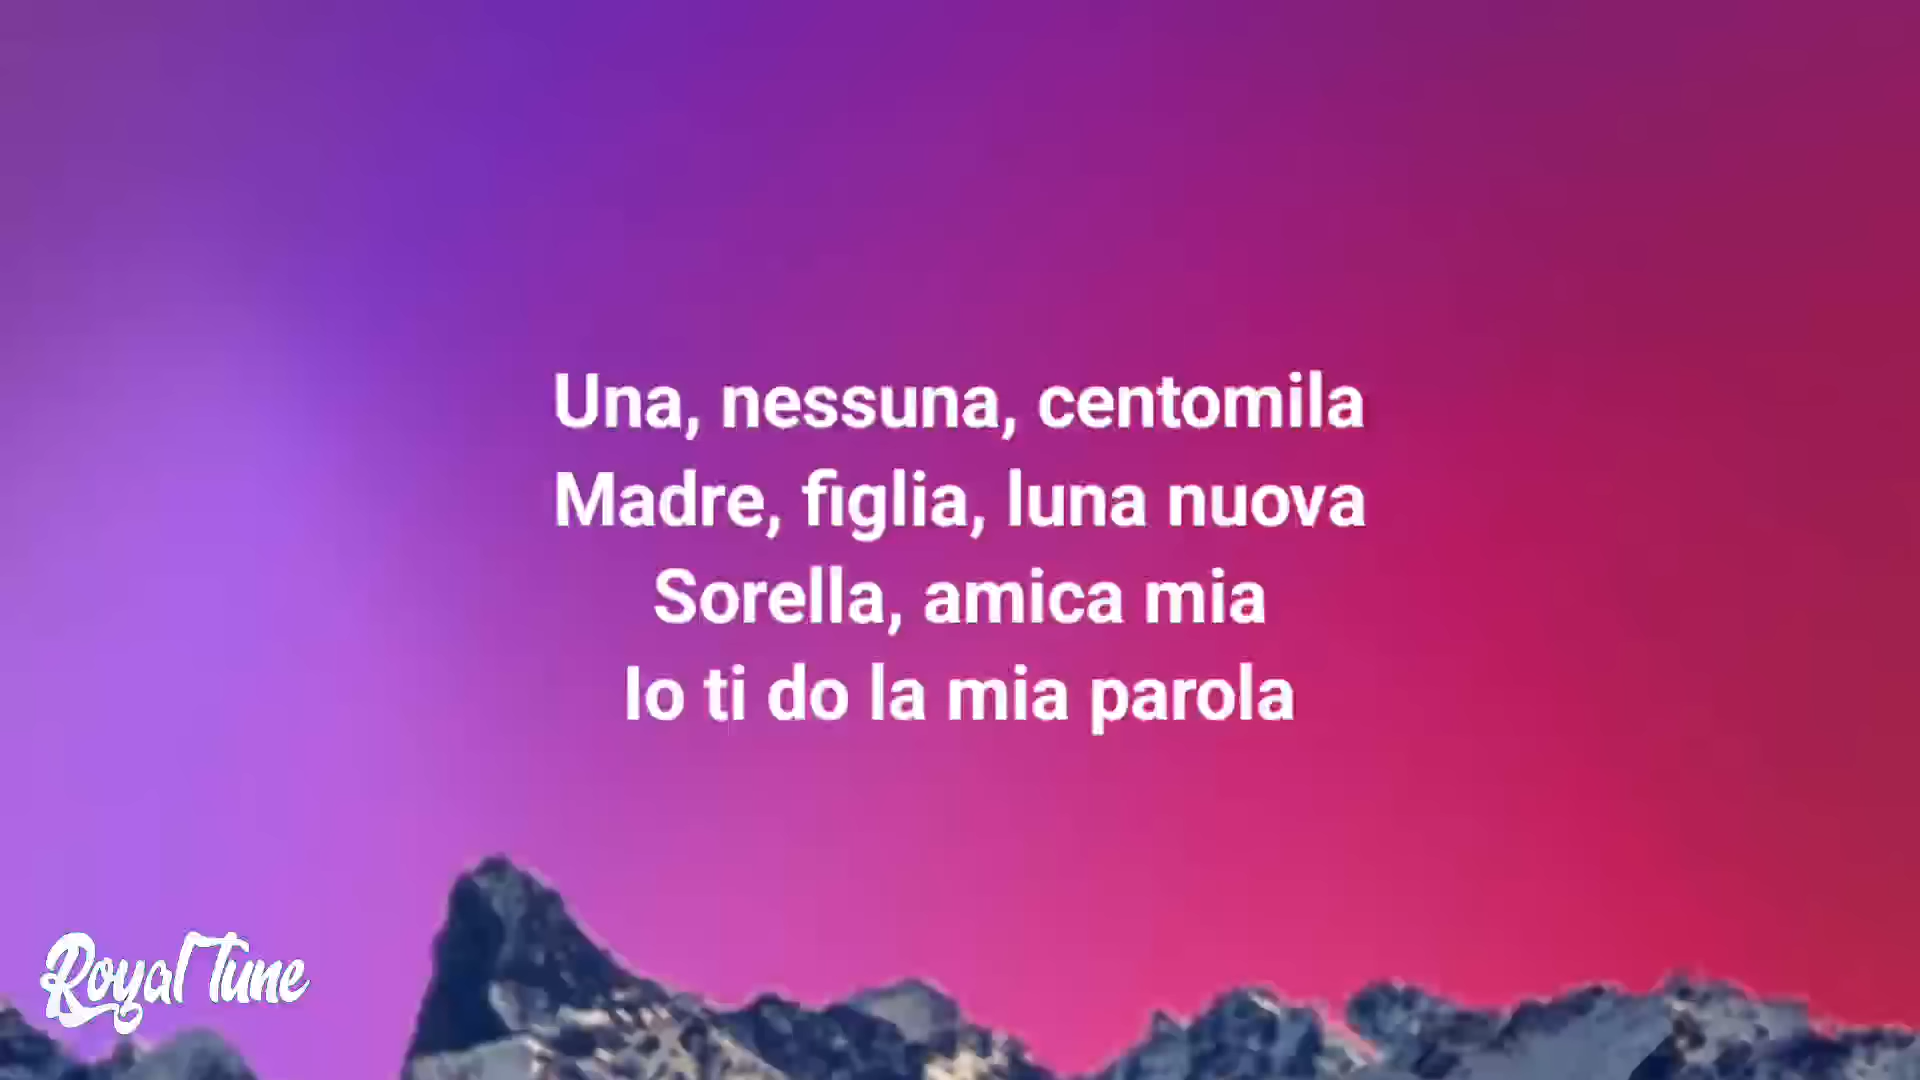 Una, nessuna, centomila
Madre, figlia, luna nuova
Sorella, amica mia
Io ti do la mia parola
Royal Tune